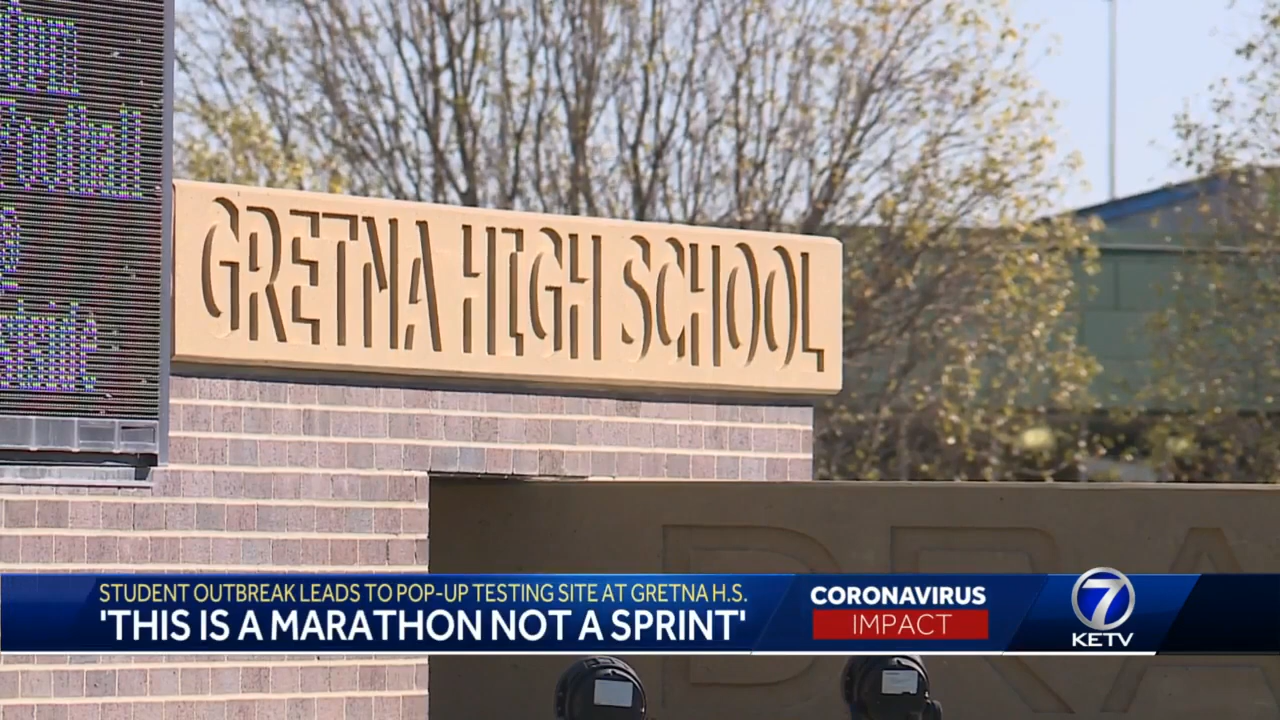 GRETNA HIGH SCHOOL
DRA
STUDENT OUTBREAK LEADS TO POP-UP TESTING SITE AT GRETNA H.S.
'THIS IS A MARATHON NOT A SPRINT'
CORONAVIRUS
IMPACT
7
KETV